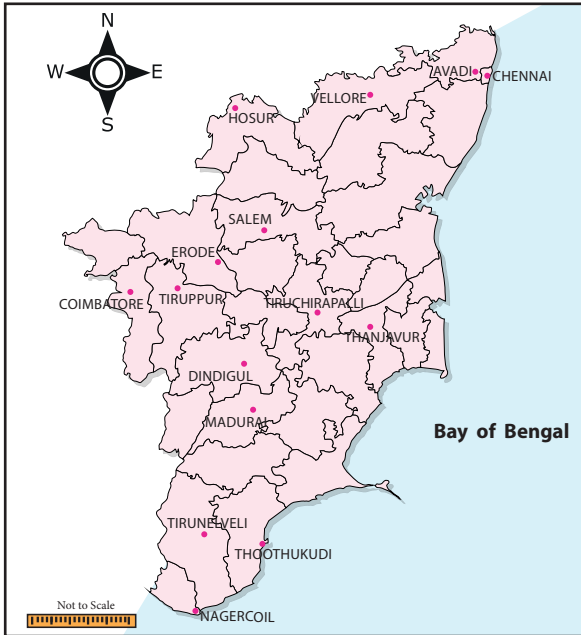 N
W E
S
AVADI
CHENNAI
VELLORE
HOSUR
SALEM
ERODE
COIMBATORE
TIRUPPUR
TIRUCHIRAPALLI
THANJAVUR
DINDIGUL
MADURAI
Bay of Bengal
TIRUNELVELI
THOOTHUKUDI
Not to Scale
NAGERCOIL